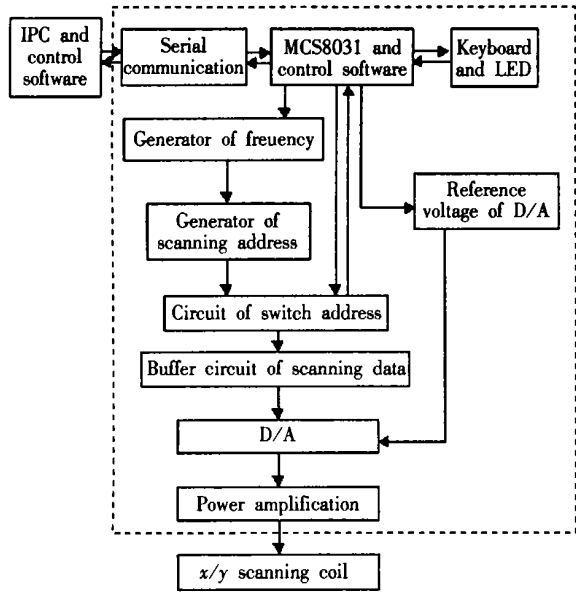 IPC and
control
software
Serial
communication
MCS8031 and
control software
Keyboard
and LED
Generator of freuency
Reference
voltage of D/A
Generator of
scanning address
Circuit of switch address
Buffer circuit of scanning data
D/A
Power amplification
x/y scanning coil